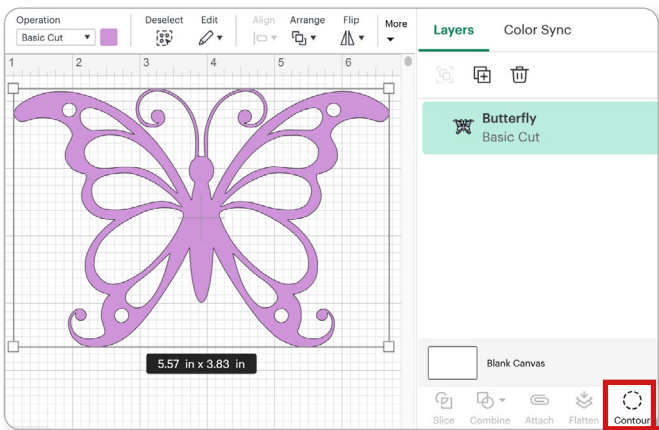 Operation
Basic Cut
Deselect
Edit
Align
Arrange
Flip
More
Layers
Color Sync
1 2 3 4 5 6
Butterfly
Basic Cut
5.57 in x 3.83 in
Blank Canvas
Slice
Combine
Attach
Flatten
Contour